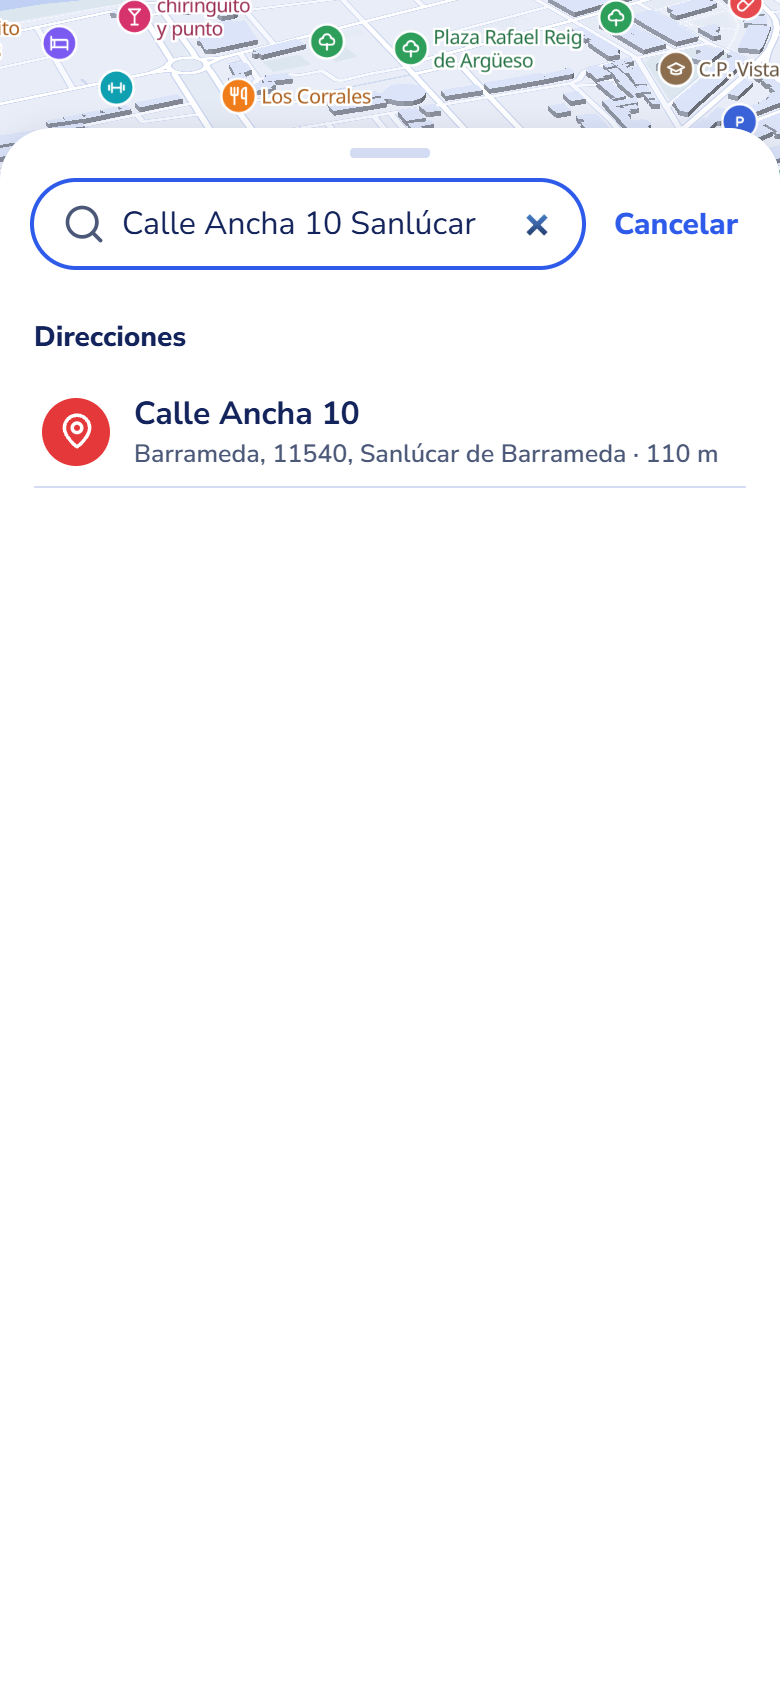 ito
chiringuito
y punto
Plaza Rafael Reig
de Argüeso
C.P. Vista
Los Corrales
P
Calle Ancha 10 Sanlúcar
Cancelar
Direcciones
Calle Ancha 10
Barrameda, 11540, Sanlúcar de Barrameda · 110 m